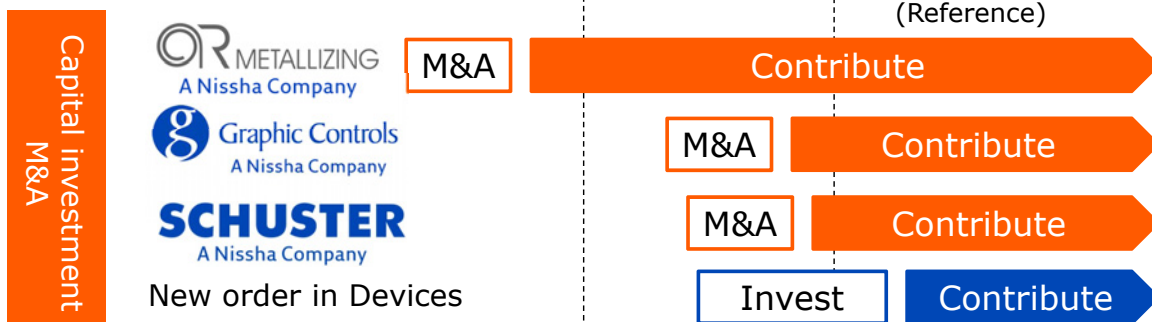 (Reference)
Capital investment
M&A
AR METALLIZING
A Nissha Company
M&A
Contribute
g Graphic Controls
A Nissha Company
M&A
Contribute
SCHUSTER
A Nissha Company
M&A
Contribute
New order in Devices
Invest
Contribute